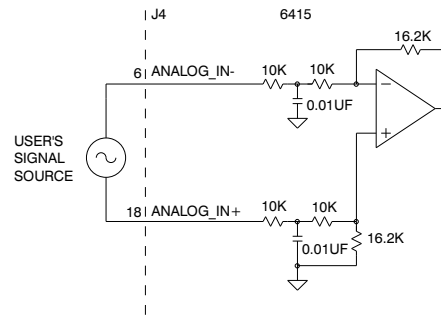 J4 6415
16.2K
6 ANALOG_IN- 10K 10K
−
0.01UF
+
USER'S
SIGNAL
SOURCE
18 ANALOG_IN+ 10K 10K
0.01UF 16.2K